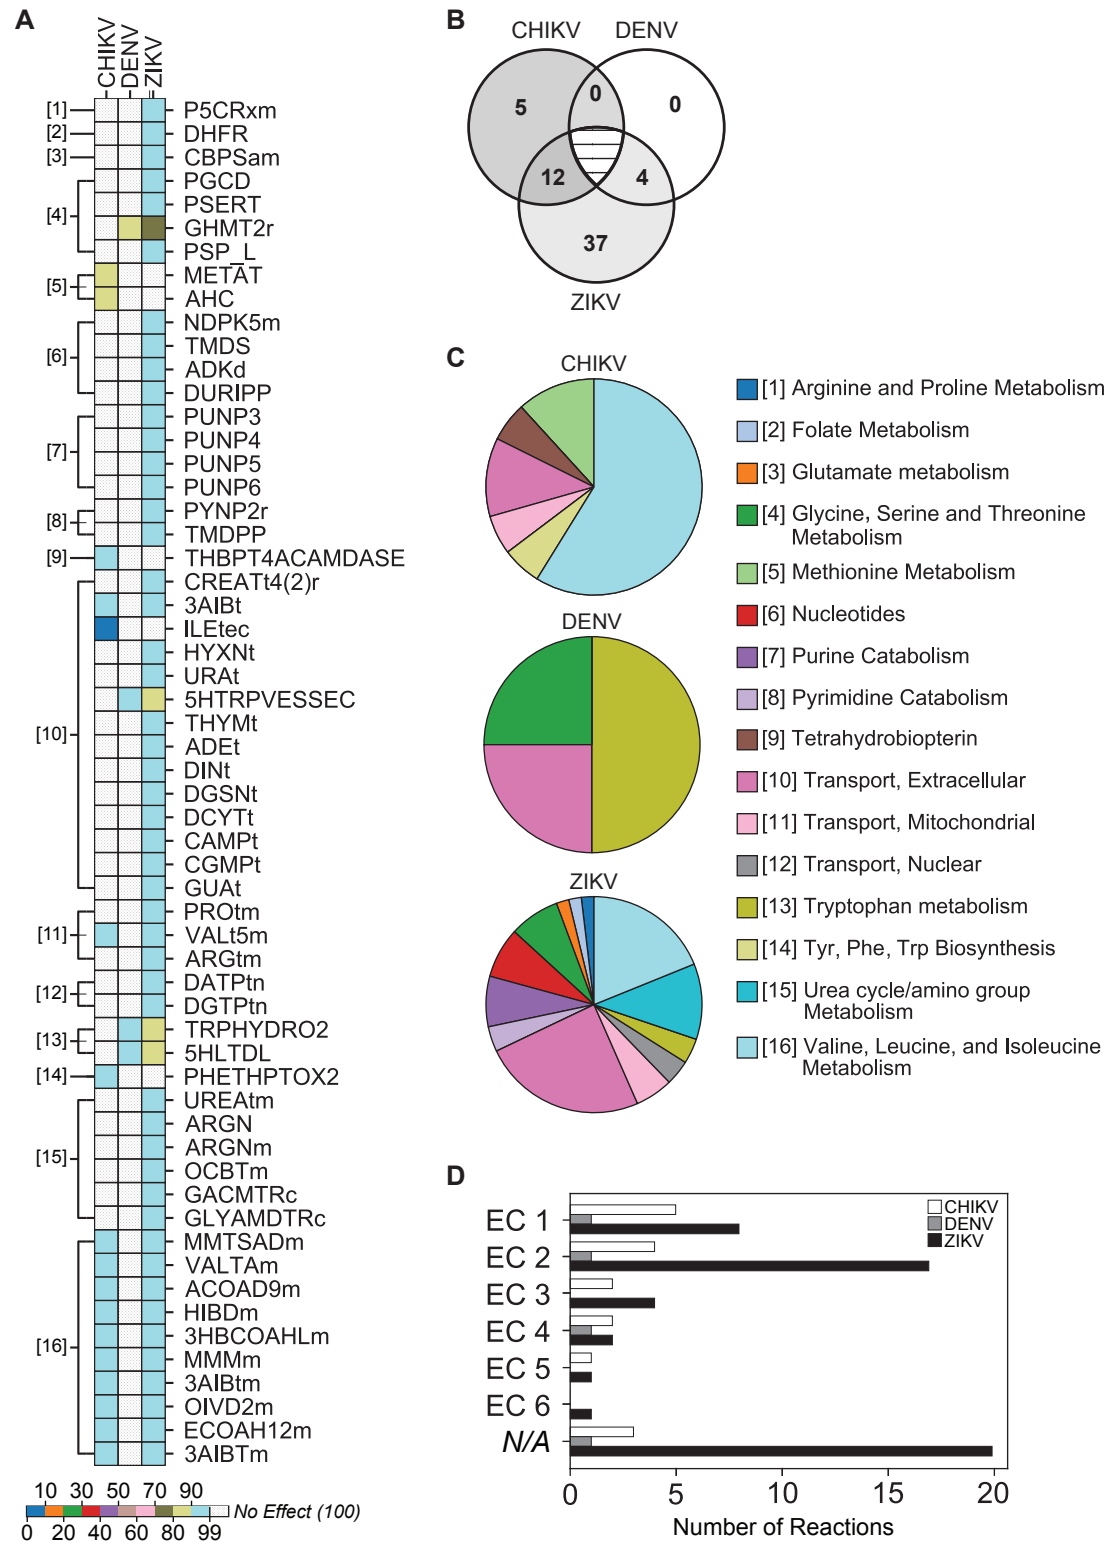 A
CHIKV
DENV
ZIKV
[1]
P5CRxm
[2]
DHFR
[3]
CBPSam
[4]
PGCD
PSERT
GHMT2r
PSP_L
[5]
METAT
AHC
[6]
NDPK5m
TMDS
ADKd
DURIPP
[7]
PUNP3
PUNP4
PUNP5
PUNP6
[8]
PYNP2r
TMDPP
[9]
THBPT4ACAMDASE
[10]
CREATt4(2)r
3AIBt
ILEtec
HYXNt
URAt
5HTRPVESSEC
THYMt
ADEt
DINt
DGSNt
DCYTt
CAMPt
CGMPt
GUAt
[11]
PROtm
VALt5m
ARGtm
[12]
DATPtn
DGTPtn
[13]
TRPHYDRO2
5HLTDL
[14]
PHETHPTOX2
[15]
UREAtm
ARGN
ARGNm
OCBTm
GACMTRc
GLYAMDTRc
[16]
MMTSADm
VALTAm
ACOAD9m
HIBDm
3HBCOAHLm
MMMm
3AIBtm
OIVD2m
ECOAH12m
3AIBTm
10 30 50 70 90
No Effect (100)
0 20 40 60 80 99
B
CHIKV DENV
5 0 0
12 4
37
ZIKV
C
CHIKV
DENV
ZIKV
[1] Arginine and Proline Metabolism
[2] Folate Metabolism
[3] Glutamate metabolism
[4] Glycine, Serine and Threonine
Metabolism
[5] Methionine Metabolism
[6] Nucleotides
[7] Purine Catabolism
[8] Pyrimidine Catabolism
[9] Tetrahydrobiopterin
[10] Transport, Extracellular
[11] Transport, Mitochondrial
[12] Transport, Nuclear
[13] Tryptophan metabolism
[14] Tyr, Phe, Trp Biosynthesis
[15] Urea cycle/amino group
Metabolism
[16] Valine, Leucine, and Isoleucine
Metabolism
D
CHIKV
DENV
ZIKV
EC 1
EC 2
EC 3
EC 4
EC 5
EC 6
N/A
0 5 10 15 20
Number of Reactions